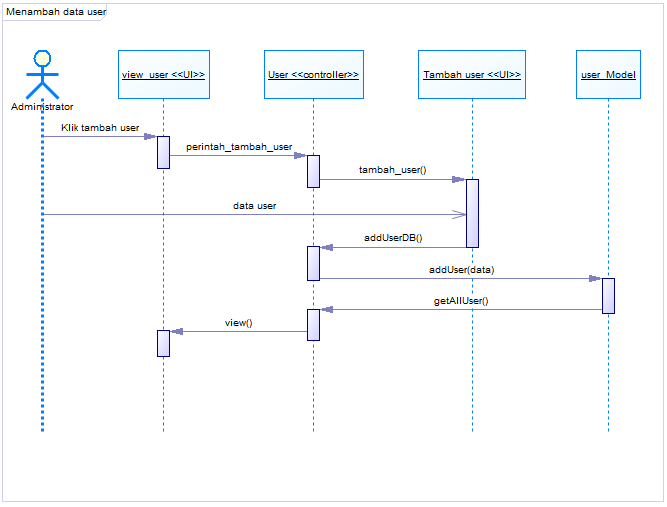 Menambah data user
view_user <<UI>>
User <<controller>>
Tambah user <<UI>>
user_Model
Administrator
Klik tambah user
perintah_tambah_user
tambah_user()
data user
addUserDB()
addUser(data)
getAllUser()
view()